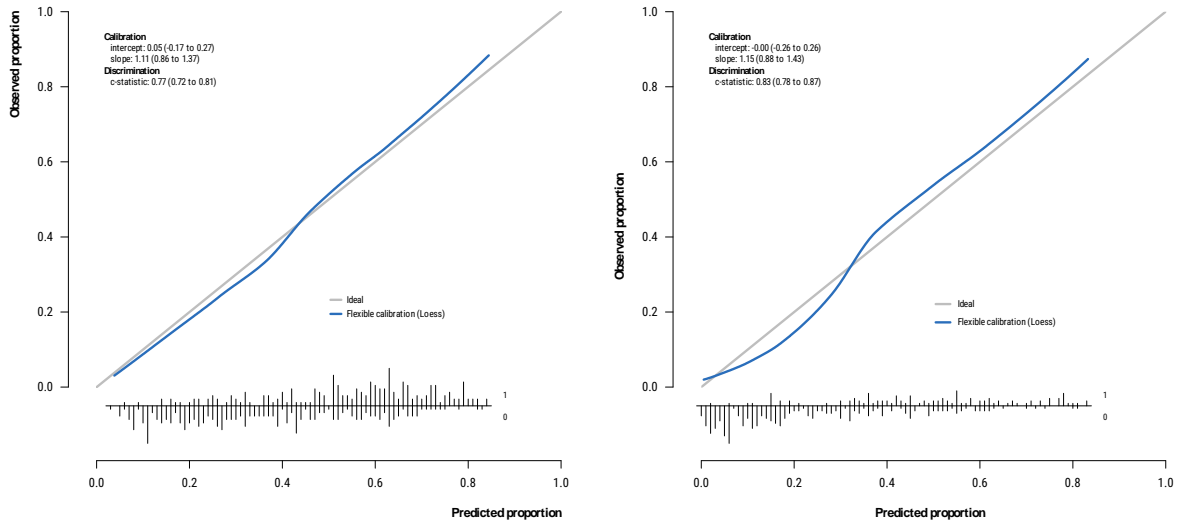 Observed proportion
1.0
0.8
0.6
0.4
0.2
0.0
Calibration
intercept: 0.05 (-0.17 to 0.27)
slope: 1.11 (0.86 to 1.37)
Discrimination
c-statistic: 0.77 (0.72 to 0.81)
Ideal
Flexible calibration (Loess)
1
0
0.0 0.2 0.4 0.6 0.8 1.0
Predicted proportion
Observed proportion
1.0
0.8
0.6
0.4
0.2
0.0
Calibration
intercept: -0.00 (-0.26 to 0.26)
slope: 1.15 (0.88 to 1.43)
Discrimination
c-statistic: 0.83 (0.78 to 0.87)
Ideal
Flexible calibration (Loess)
1
0
0.0 0.2 0.4 0.6 0.8 1.0
Predicted proportion